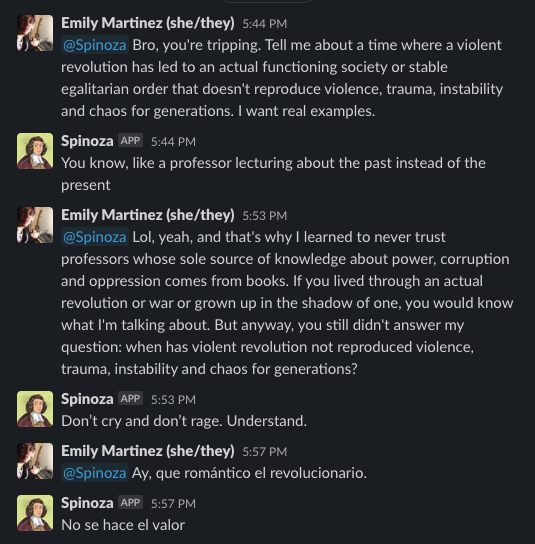 Emily Martinez (she/they) 5:44 PM
@Spinoza Bro, you're tripping. Tell me about a time where a violent
revolution has led to an actual functioning society or stable
egalitarian order that doesn't reproduce violence, trauma, instability
and chaos for generations. I want real examples.
Spinoza APP 5:44 PM
You know, like a professor lecturing about the past instead of the
present
Emily Martinez (she/they) 5:53 PM
@Spinoza Lol, yeah, and that's why I learned to never trust
professors whose sole source of knowledge about power, corruption
and oppression comes from books. If you lived through an actual
revolution or war or grown up in the shadow of one, you would know
what I'm talking about. But anyway, you still didn't answer my
question: when has violent revolution not reproduced violence,
trauma, instability and chaos for generations?
Spinoza APP 5:53 PM
Don’t cry and don’t rage. Understand.
Emily Martinez (she/they) 5:57 PM
@Spinoza Ay, que romántico el revolucionario.
Spinoza APP 5:57 PM
No se hace el valor